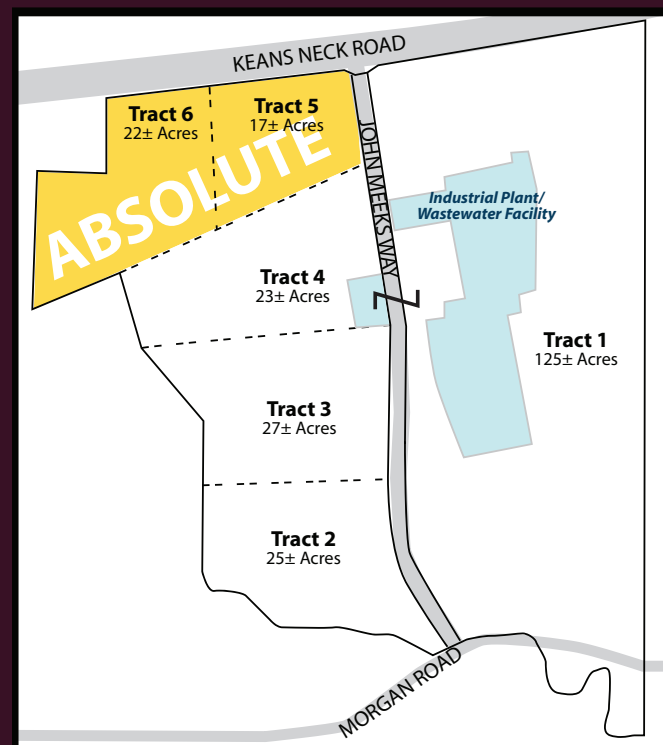 KEANS NECK ROAD
Tract 6
22± Acres
Tract 5
17± Acres
ABSOLUTE
JOHN MEEKS WAY
Industrial Plant/
Wastewater Facility
Tract 4
23± Acres
Tract 1
125± Acres
Tract 3
27± Acres
Tract 2
25± Acres
MORGAN ROAD